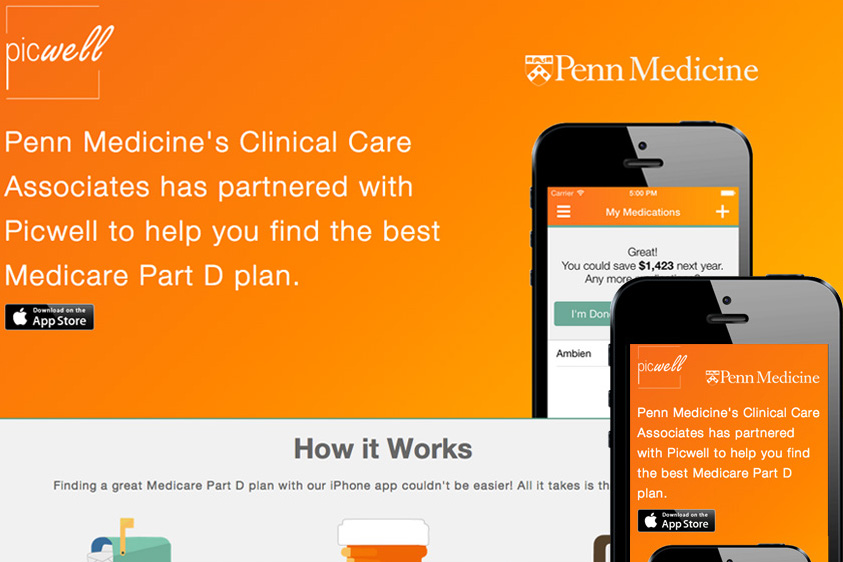 picwell
Penn Medicine
Penn Medicine's Clinical Care
Associates has partnered with
Picwell to help you find the best
Medicare Part D plan.
Download on the
App Store
Carrier
5:00 PM
My Medications
Great!
You could save $1,423 next year.
Any more
I'm Don
Ambien
How it Works
Finding a great Medicare Part D plan with our iPhone app couldn't be easier! All it takes is th
picwell
Penn Medicine
Penn Medicine's Clinical Care
Associates has partnered
with Picwell to help you find
the best Medicare Part D
plan.
Download on the
App Store